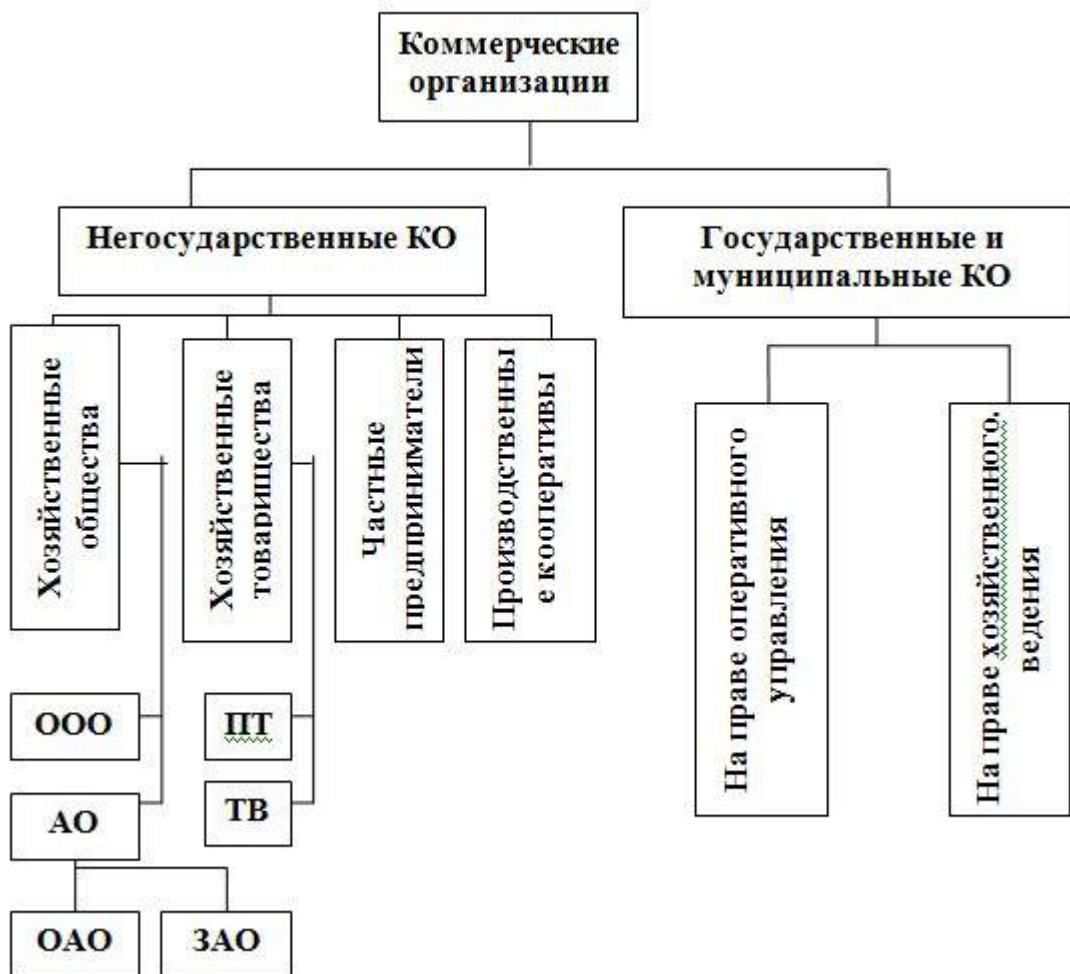 Коммерческие
организации
Негосударственные КО
Государственные и
муниципальные КО
Хозяйственные
общества
Хозяйственные
товарищества
Частные
предприниматели
Производственны
е кооперативы
На праве оперативного
управления
На праве хозяйственного.
ведения
ООО
ПТ
АО
ТВ
ОАО
ЗАО